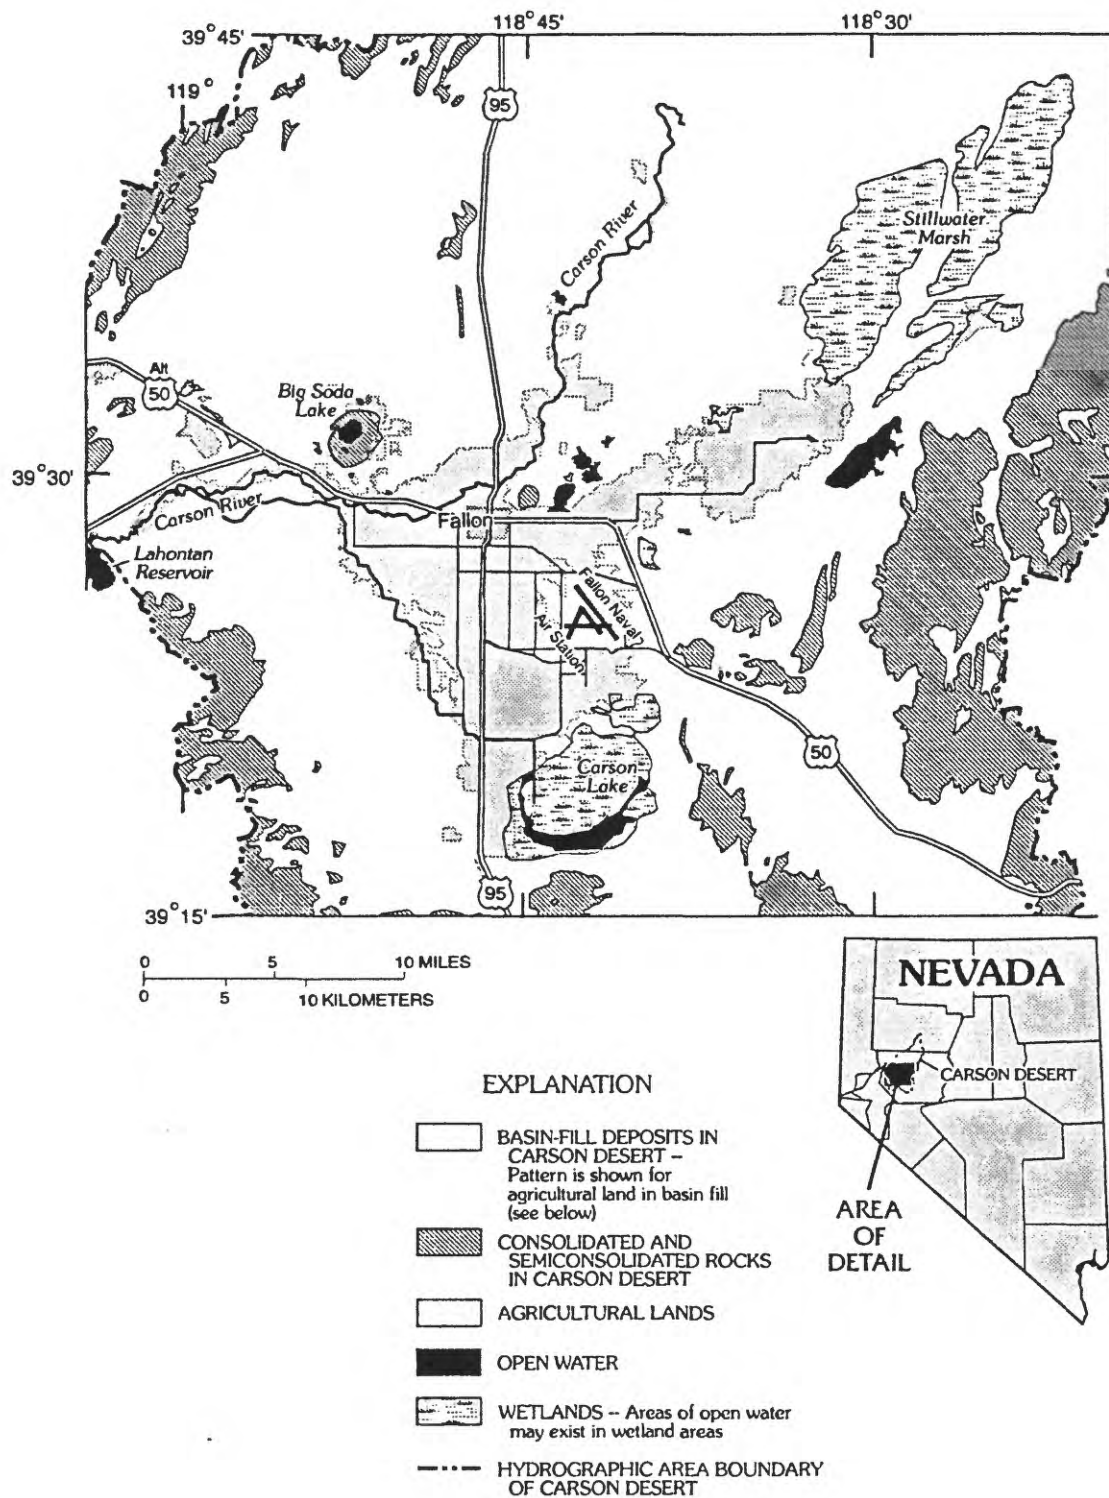 118°45'
118°30'
39°45'
119°
95
Carson River
Stillwater
Marsh
Alt
50
Big Soda
Lake
39°30'
Carson River
Fallon
Lahontan
Reservoir
Fallon Naval
Air Station
50
Carson
Lake
95
39°15'
0 5 10 MILES
0 5 10 KILOMETERS
NEVADA
CARSON DESERT
AREA
OF
DETAIL
EXPLANATION
BASIN-FILL DEPOSITS IN
CARSON DESERT –
Pattern is shown for
agricultural land in basin fill
(see below)
CONSOLIDATED AND
SEMICONSOLIDATED ROCKS
IN CARSON DESERT
AGRICULTURAL LANDS
OPEN WATER
WETLANDS – Areas of open water
may exist in wetland areas
HYDROGRAPHIC AREA BOUNDARY
OF CARSON DESERT